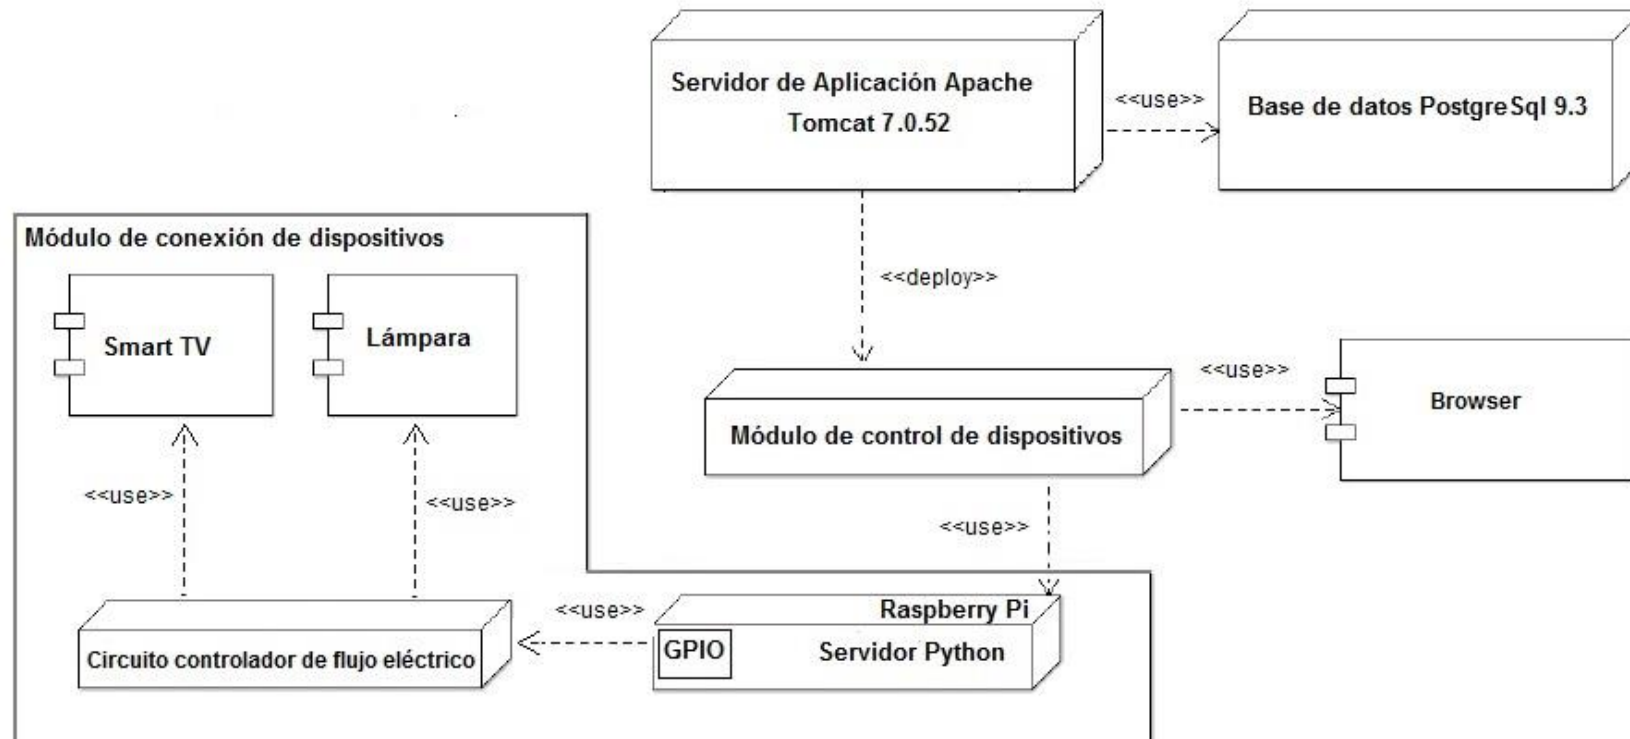 Servidor de Aplicación Apache
Tomcat 7.0.52
<<use>>
Base de datos PostgreSql 9.3
<<deploy>>
Módulo de conexión de dispositivos
Smart TV
Lámpara
<<use>>
Browser
Módulo de control de dispositivos
<<use>>
<<use>>
<<use>>
<<use>>
Raspberry Pi
GPIO
Servidor Python
Circuito controlador de flujo eléctrico